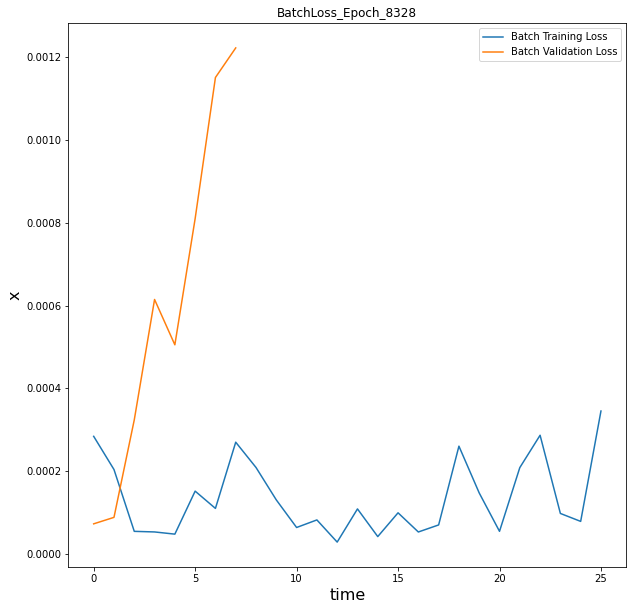 BatchLoss_Epoch_8328
Batch Training Loss
Batch Validation Loss
0.0012
0.0010
0.0008
0.0006
0.0004
0.0002
0.0000
x
0 5 10 15 20 25
time